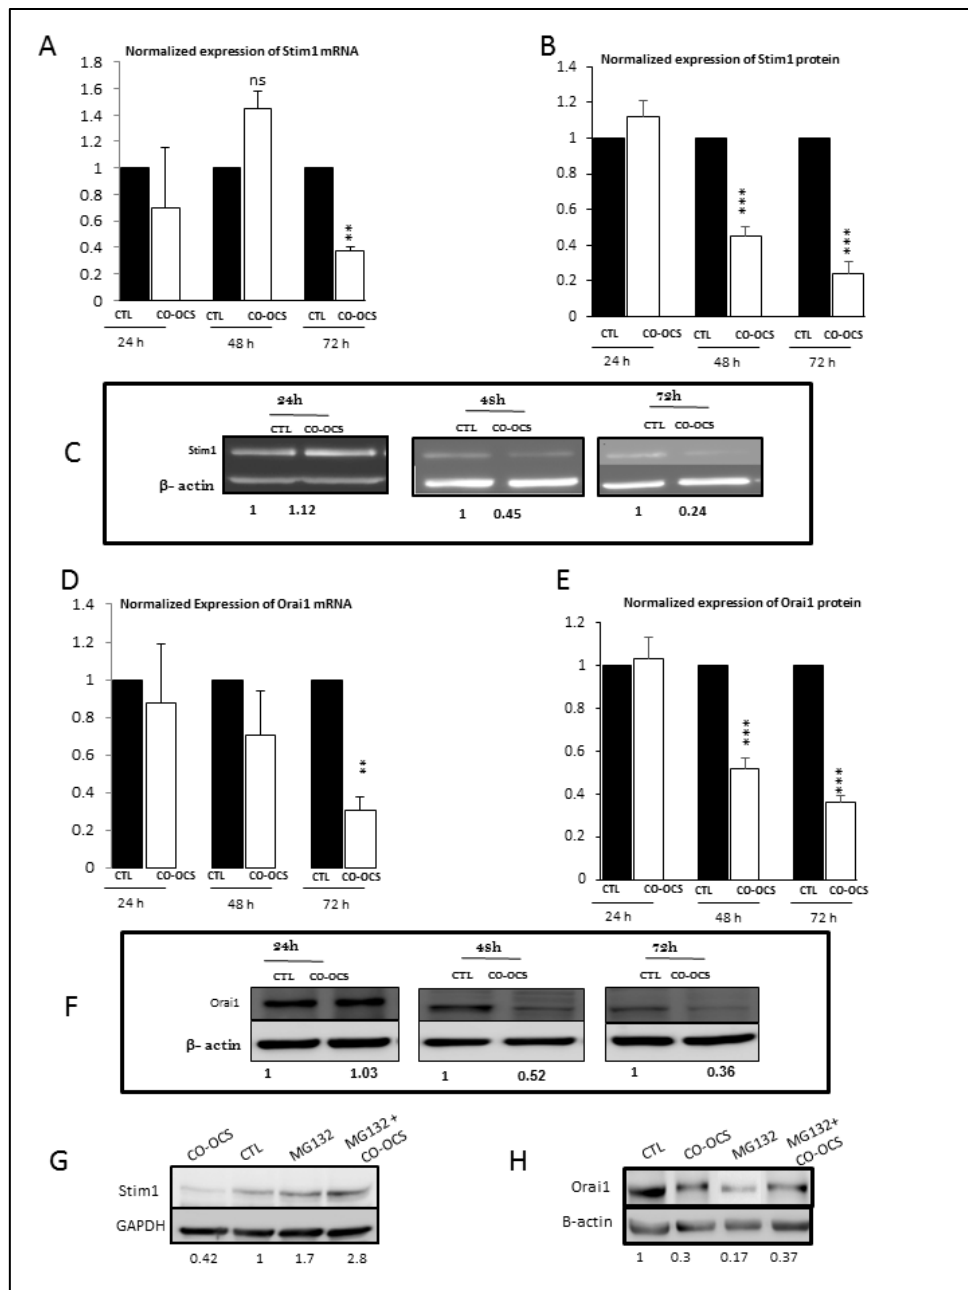 A
Normalized expression of Stim1 mRNA
1.8
1.6
1.4
1.2
1
0.8
0.6
0.4
0.2
0
ns
**
CTL CO-OCS CTL CO-OCS CTL CO-OCS
24 h 48 h 72 h
B
Normalized expression of Stim1 protein
1.4
1.2
1
0.8
0.6
0.4
0.2
0
***
***
CTL CO-OCS CTL CO-OCS CTL CO-OCS
24 h 48 h 72 h
C
24h 48h 72h
CTL CO-OCS CTL CO-OCS CTL CO-OCS
Stim1
β- actin
1 1.12 1 0.45 1 0.24
D
Normalized Expression of Orai1 mRNA
1.4
1.2
1
0.8
0.6
0.4
0.2
0
**
CTL CO-OCS CTL CO-OCS CTL CO-OCS
24 h 48 h 72 h
E
Normalized expression of Orai1 protein
1.2
1
0.8
0.6
0.4
0.2
0
***
***
CTL CO-OCS CTL CO-OCS CTL CO-OCS
24 h 48 h 72 h
F
24h 48h 72h
CTL CO-OCS CTL CO-OCS CTL CO-OCS
Orai1
β- actin
1 1.03 1 0.52 1 0.36
G
CO-OCS CTL MG132 MG132+
CO-OCS
Stim1
GAPDH
0.42 1 1.7 2.8
H
CTL CO-OCS MG132 MG132+
CO-OCS
Orai1
B-actin
1 0.3 0.17 0.37